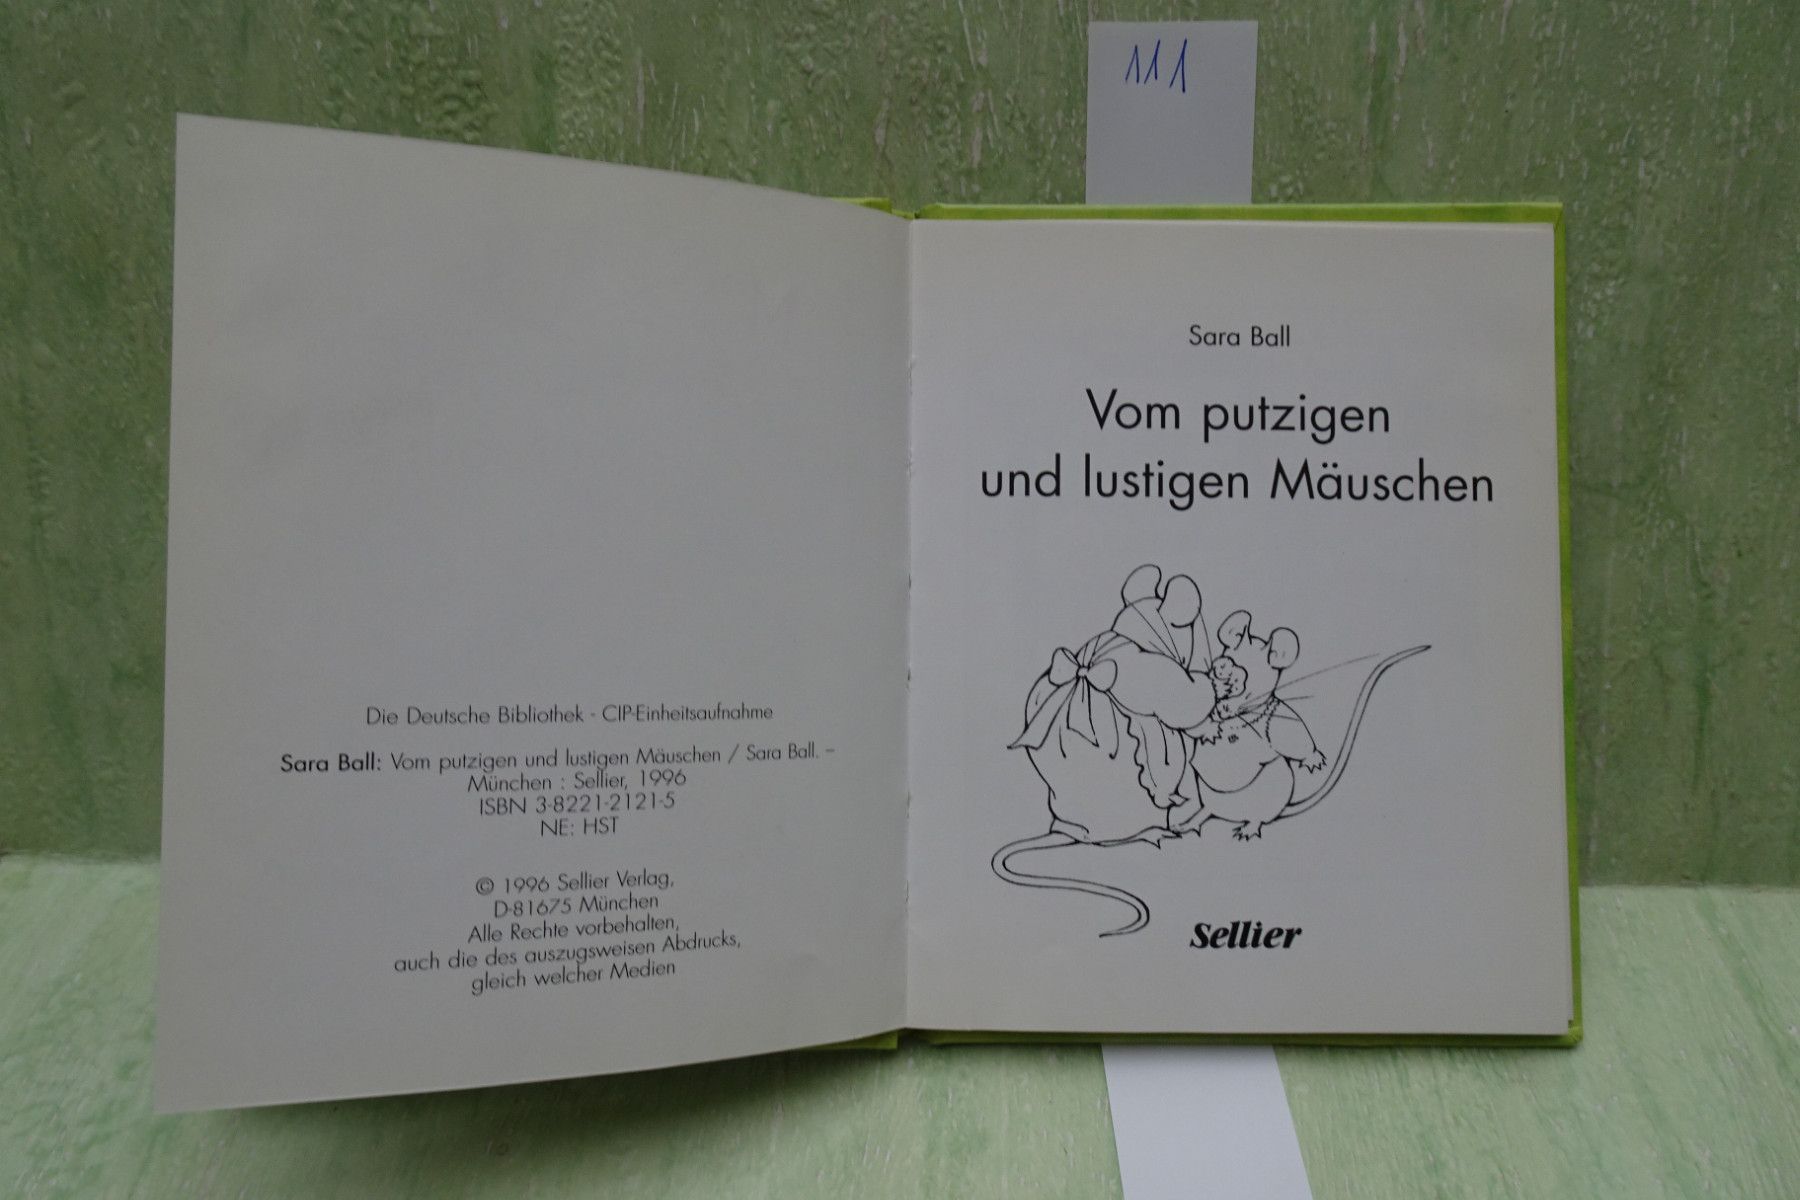 111
Die Deutsche Bibliothek - CIP-Einheitsaufnahme
Sara Ball: Vom putzigen und lustigen Mäuschen / Sara Ball. –
München : Sellier, 1996
ISBN 3-8221-2121-5
NE: HST
© 1996 Sellier Verlag,
D-81675 München
Alle Rechte vorbehalten,
auch die des auszugsweisen Abdrucks,
gleich welcher Medien
Sara Ball
Vom putzigen
und lustigen Mäuschen
Sellier